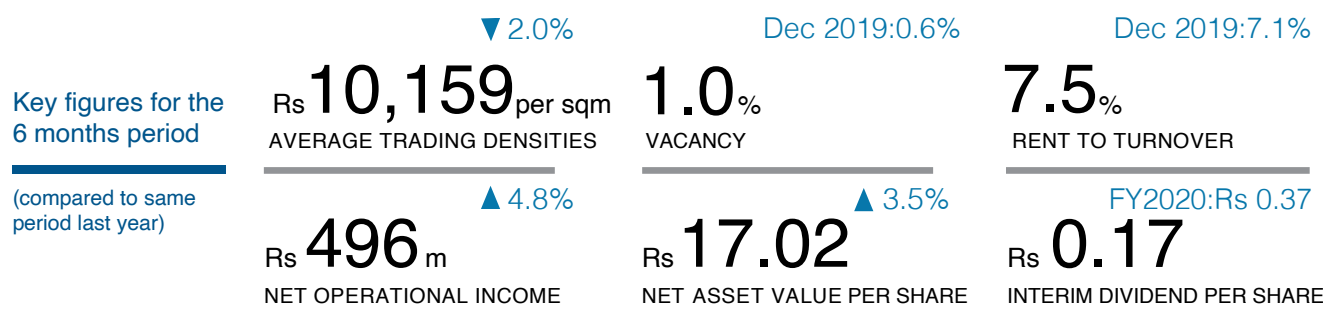 Key figures for the
6 months period
(compared to same
period last year)
▼ 2.0%
Rs 10,159 per sqm
AVERAGE TRADING DENSITIES
Dec 2019:0.6%
1.0%
VACANCY
Dec 2019:7.1%
7.5%
RENT TO TURNOVER
▲ 4.8%
Rs 496 m
NET OPERATIONAL INCOME
▲ 3.5%
Rs 17.02
NET ASSET VALUE PER SHARE
FY2020:Rs 0.37
Rs 0.17
INTERIM DIVIDEND PER SHARE